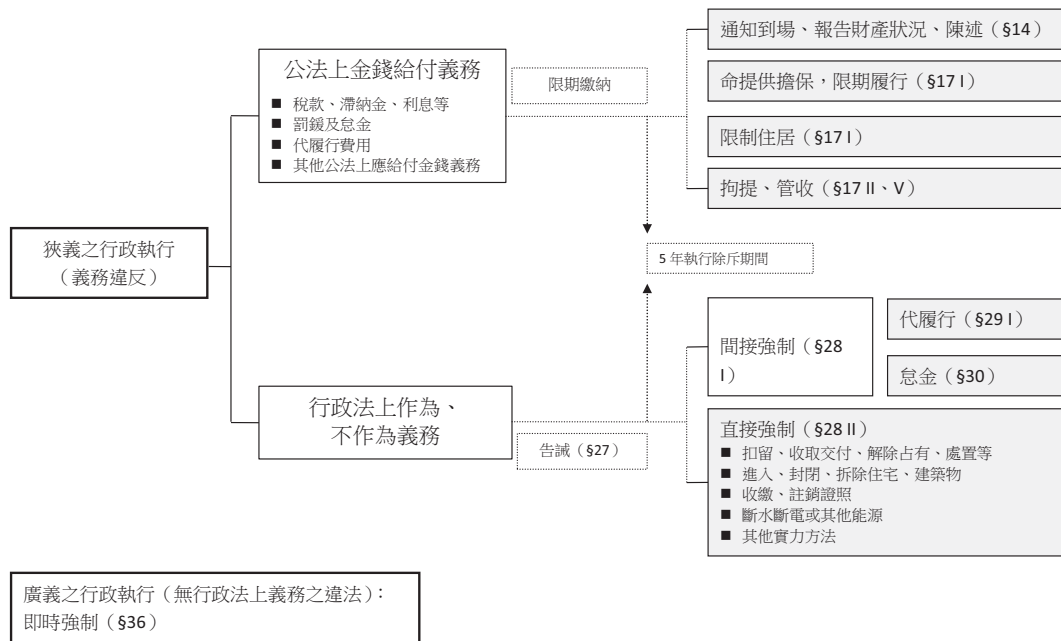 狹義之行政執行
（義務違反）
公法上金錢給付義務
■ 稅款、滯納金、利息等
■ 罰鍰及怠金
■ 代履行費用
■ 其他公法上應給付金錢義務
限期繳納
通知到場、報告財產狀況、陳述（§14）
命提供擔保，限期履行（§17 I）
限制住居（§17 I）
拘提、管收（§17 II、V）
5 年執行除斥期間
行政法上作為、
不作為義務
告誡（§27）
間接強制（§28
I）
代履行（§29 I）
怠金（§30）
直接強制（§28 II）
■ 扣留、收取交付、解除占有、處置等
■ 進入、封閉、拆除住宅、建築物
■ 收繳、註銷證照
■ 斷水斷電或其他能源
■ 其他實力方法
廣義之行政執行（無行政法上義務之違法）：
即時強制（§36）